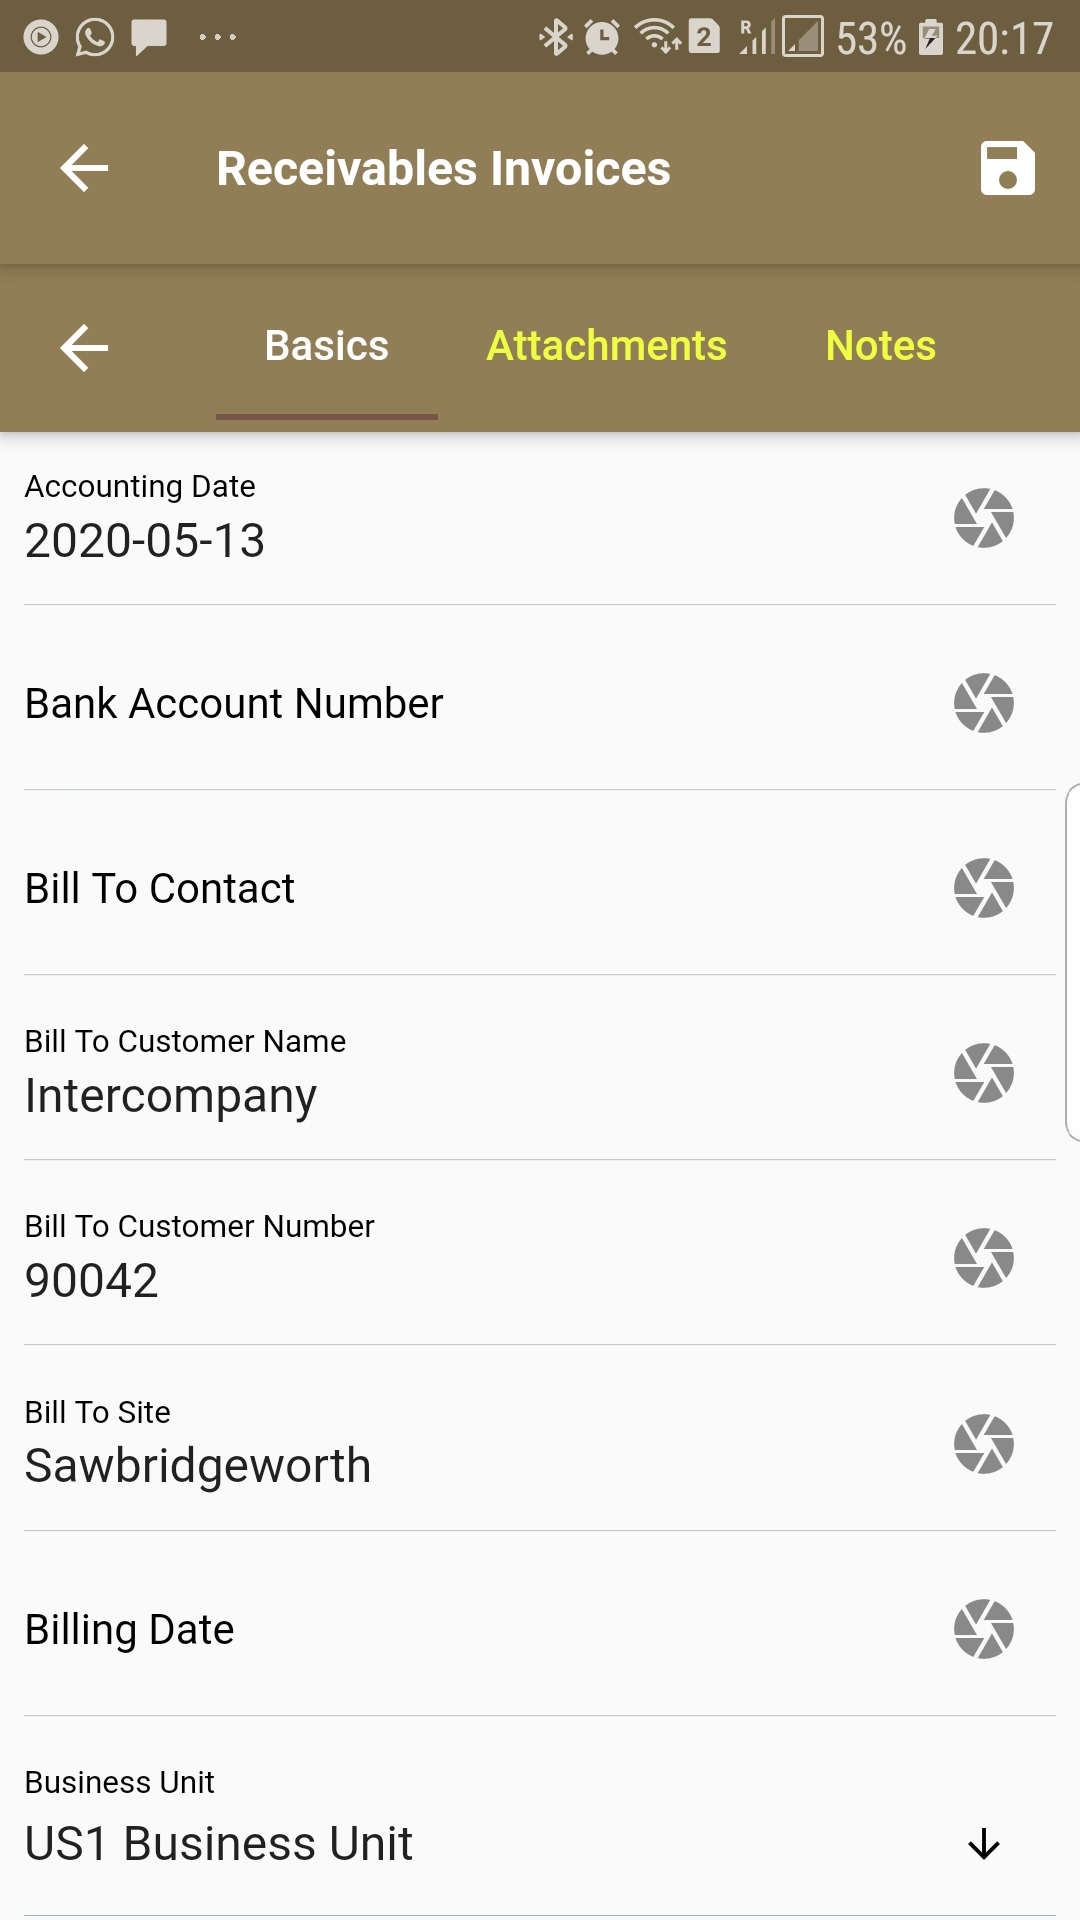 2 R 53% 20:17
Receivables Invoices
Basics Attachments Notes
Accounting Date
2020-05-13
Bank Account Number
Bill To Contact
Bill To Customer Name
Intercompany
Bill To Customer Number
90042
Bill To Site
Sawbridgeworth
Billing Date
Business Unit
US1 Business Unit